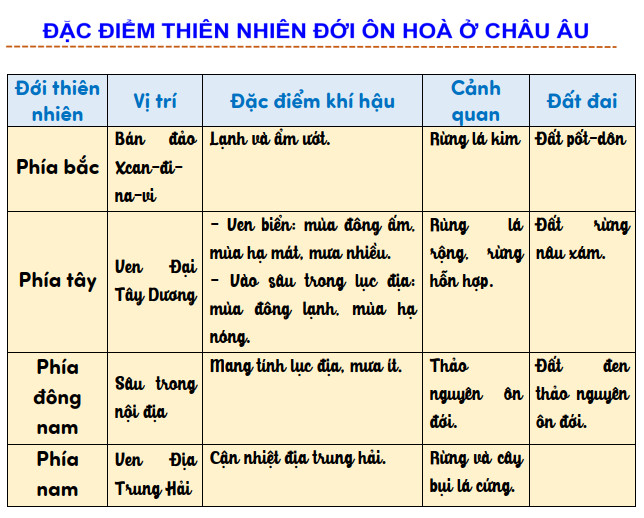 ĐẶC ĐIỂM THIÊN NHIÊN ĐỚI ÔN HOÀ Ở CHÂU ÂU
Đới thiên
nhiên
Vị trí
Đặc điểm khí hậu
Cảnh
quan
Đất đai
Phía bắc
Bán đảo
Xcan-đi-
na-vi
Lạnh và ẩm ướt.
Rừng lá kim
Đất pốt-dôn
Phía tây
Ven Đại
Tây Dương
- Ven biển: mùa đông ấm,
mùa hạ mát, mưa nhiều.
- Vào sâu trong lục địa:
mùa đông lạnh, mùa hạ
nóng.
Rừng lá
rộng, rừng
hỗn hợp.
Đất rừng
nâu xám.
Phía
đông
nam
Sâu trong
nội địa
Mang tính lục địa, mưa ít.
Thảo
nguyên ôn
đới.
Đất đen
thảo nguyên
ôn đới.
Phía
nam
Ven Địa
Trung Hải
Cận nhiệt địa trung hải.
Rừng và cây
bụi lá cứng.